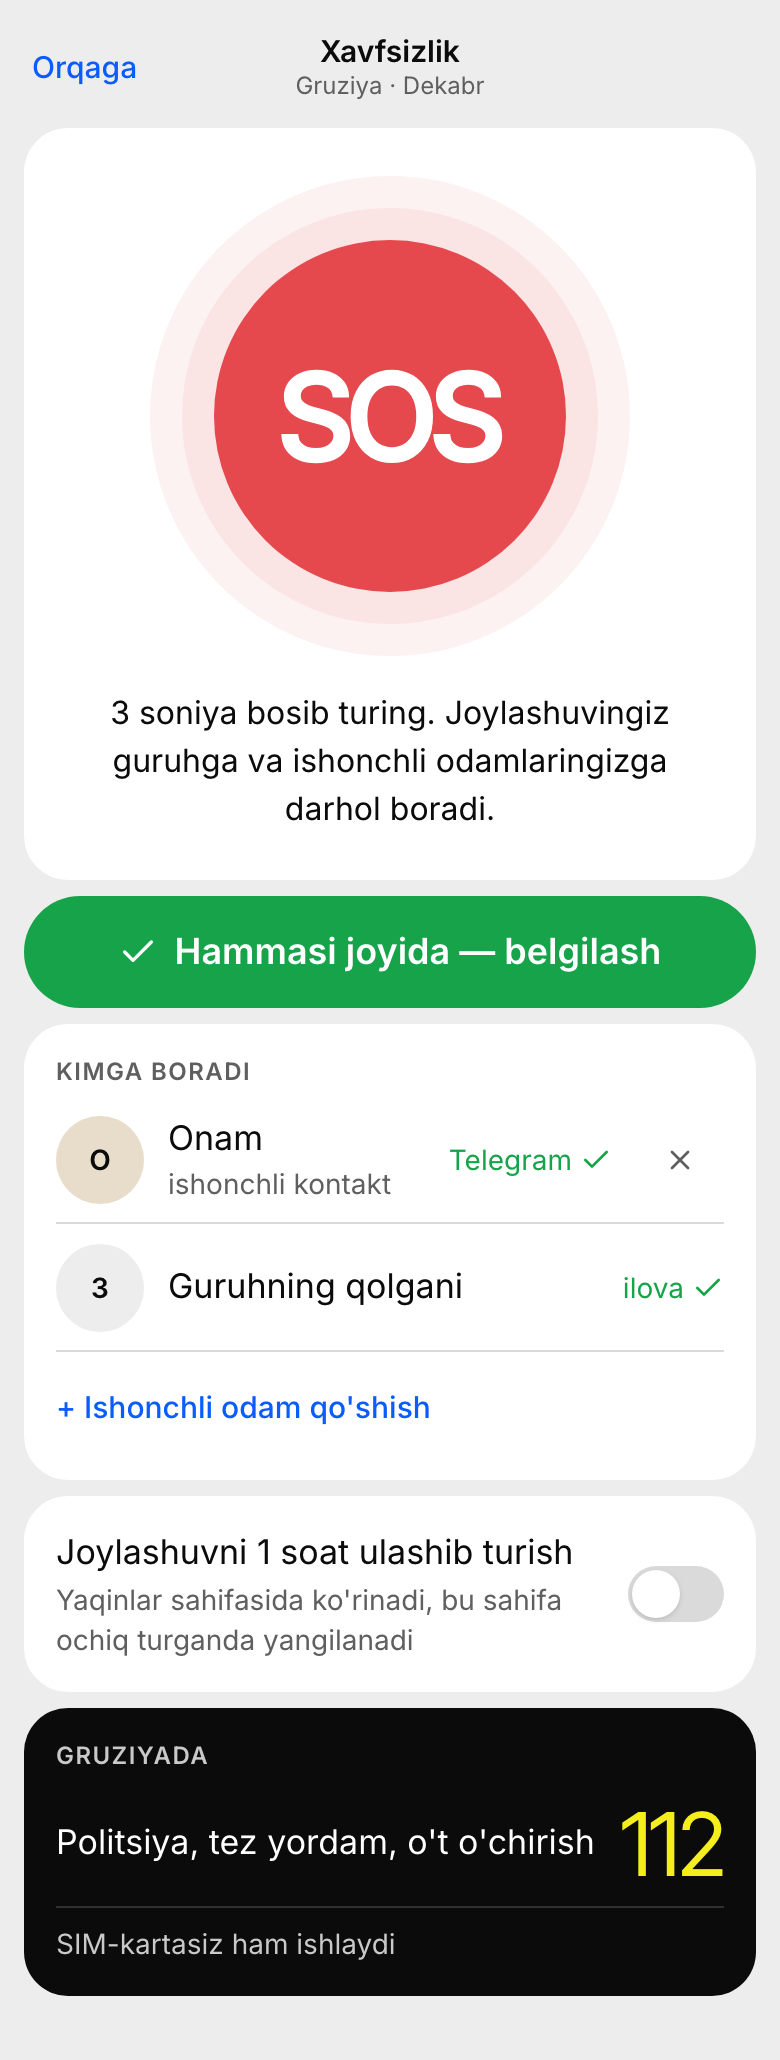 Orqaga
Xavfsizlik
Gruziya · Dekabr
SOS
3 soniya bosib turing. Joylashuvingiz
guruhga va ishonchli odamlaringizga
darhol boradi.
Hammasi joyida — belgilash
KIMGA BORADI
O
Onam
ishonchli kontakt
Telegram
3
Guruhning qolgani
ilova
+ Ishonchli odam qo'shish
Joylashuvni 1 soat ulashib turish
Yaqinlar sahifasida ko'rinadi, bu sahifa
ochiq turganda yangilanadi
GRUZIYADA
Politsiya, tez yordam, o't o'chirish
112
SIM-kartasiz ham ishlaydi